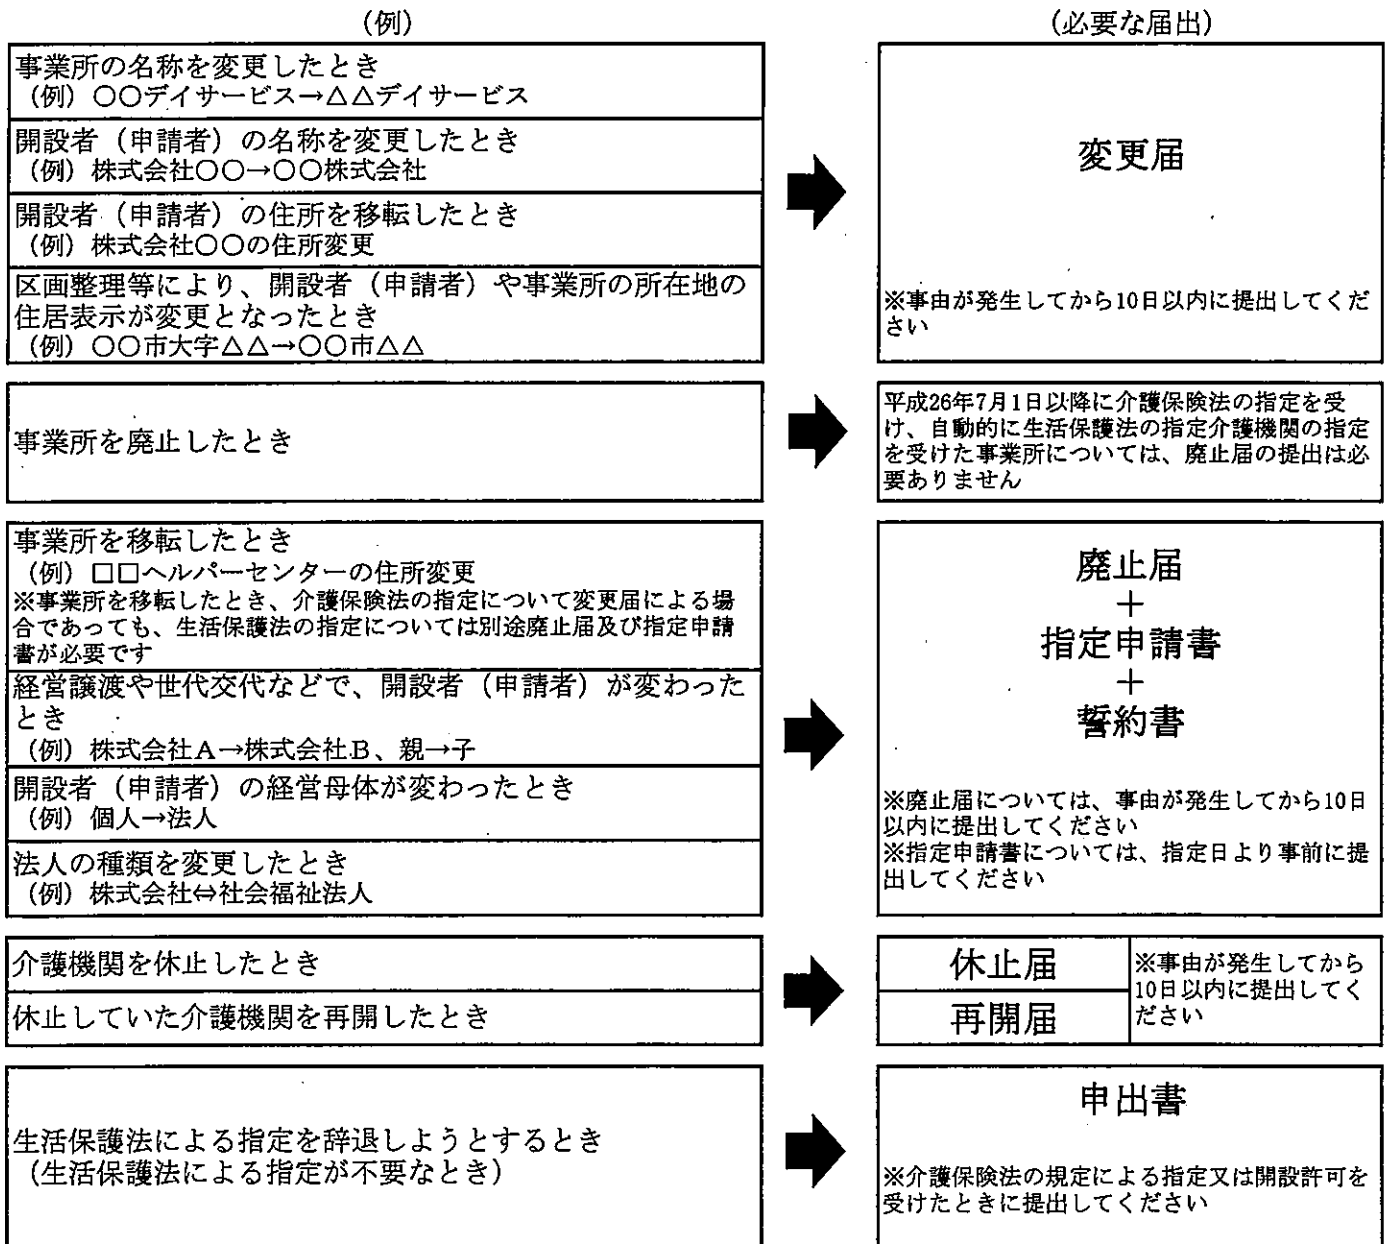 (例)
(必要な届出)
事業所の名称を変更したとき
(例) 〇〇デイサービス→△△デイサービス
開設者（申請者）の名称を変更したとき
(例) 株式会社〇〇→〇〇株式会社
開設者（申請者）の住所を移転したとき
(例) 株式会社〇〇の住所変更
区画整理等により、開設者（申請者）や事業所の所在地の
住居表示が変更となったとき
(例) 〇〇市大字△△→〇〇市△△
変更届
※事由が発生してから10日以内に提出してくだ
さい
事業所を廃止したとき
平成26年7月1日以降に介護保険法の指定を受
け、自動的に生活保護法の指定介護機関の指定
を受けた事業所については、廃止届の提出は必
要ありません
事業所を移転したとき
(例) □□ヘルパーセンターの住所変更
※事業所を移転したとき、介護保険法の指定について変更届による場
合であっても、生活保護法の指定については別途廃止届及び指定申請
書が必要です
経営譲渡や世代交代などで、開設者（申請者）が変わった
とき
(例) 株式会社A→株式会社B、親→子
開設者（申請者）の経営母体が変わったとき
(例) 個人→法人
法人の種類を変更したとき
(例) 株式会社⇔社会福祉法人
廃止届
＋
指定申請書
＋
誓約書
※廃止届については、事由が発生してから10日
以内に提出してください
※指定申請書については、指定日より事前に提
出してください
介護機関を休止したとき
休止していた介護機関を再開したとき
休止届
再開届
※事由が発生してから
10日以内に提出してく
ださい
生活保護法による指定を辞退しようとするとき
（生活保護法による指定が不要なとき）
申出書
※介護保険法の規定による指定又は開設許可を
受けたときに提出してください